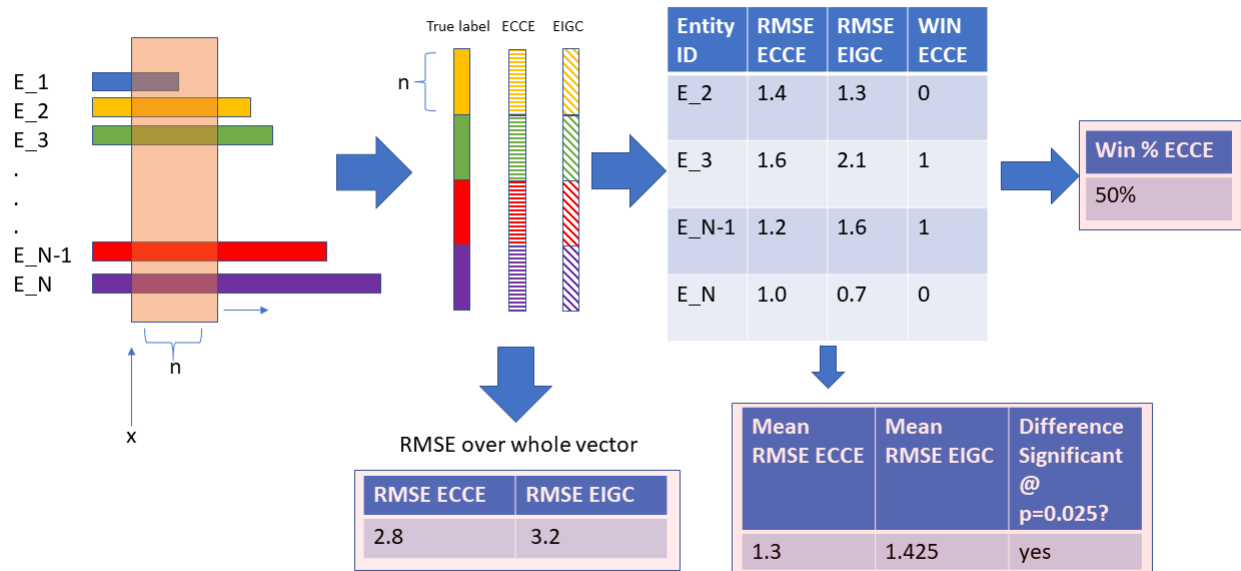 E_1
E_2
E_3
.
.
.
E_N-1
E_N
n
x
True label ECCE EIGC
n
RMSE over whole vector
RMSE ECCE RMSE EIGC
2.8 3.2
Entity ID RMSE ECCE RMSE EIGC WIN ECCE
E_2 1.4 1.3 0
E_3 1.6 2.1 1
E_N-1 1.2 1.6 1
E_N 1.0 0.7 0
Mean RMSE ECCE Mean RMSE EIGC Difference Significant @ p=0.025?
1.3 1.425 yes
Win % ECCE
50%